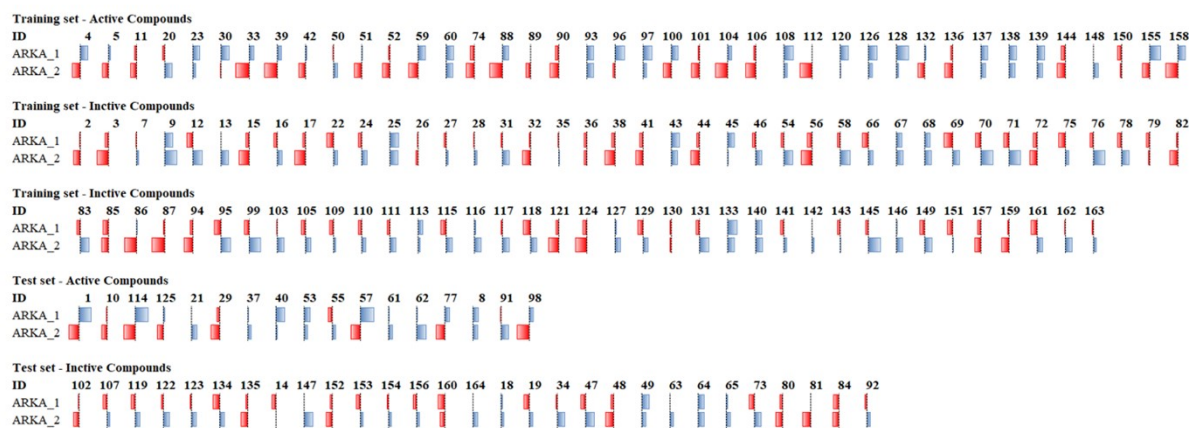 Training set - Active Compounds
ID 4 5 11 20 23 30 33 39 42 50 51 52 59 60 74 88 89 90 93 96 97 100 101 104 106 108 112 120 126 128 132 136 137 138 139 144 148 150 155 158
ARKA_1
ARKA_2
Training set - Inctive Compounds
ID 2 3 7 9 12 13 15 16 17 22 24 25 26 27 28 31 32 35 36 38 41 43 44 45 46 54 56 58 66 67 68 69 70 71 72 75 76 78 79 82
ARKA_1
ARKA_2
Training set - Inctive Compounds
ID 83 85 86 87 94 95 99 103 105 109 110 111 113 115 116 117 118 121 124 127 129 130 131 133 140 141 142 143 145 146 149 151 157 159 161 162 163
ARKA_1
ARKA_2
Test set - Active Compounds
ID 1 10 114 125 21 29 37 40 53 55 57 61 62 77 8 91 98
ARKA_1
ARKA_2
Test set - Inctive Compounds
ID 102 107 119 122 123 134 135 14 147 152 153 154 156 160 164 18 19 34 47 48 49 63 64 65 73 80 81 84 92
ARKA_1
ARKA_2